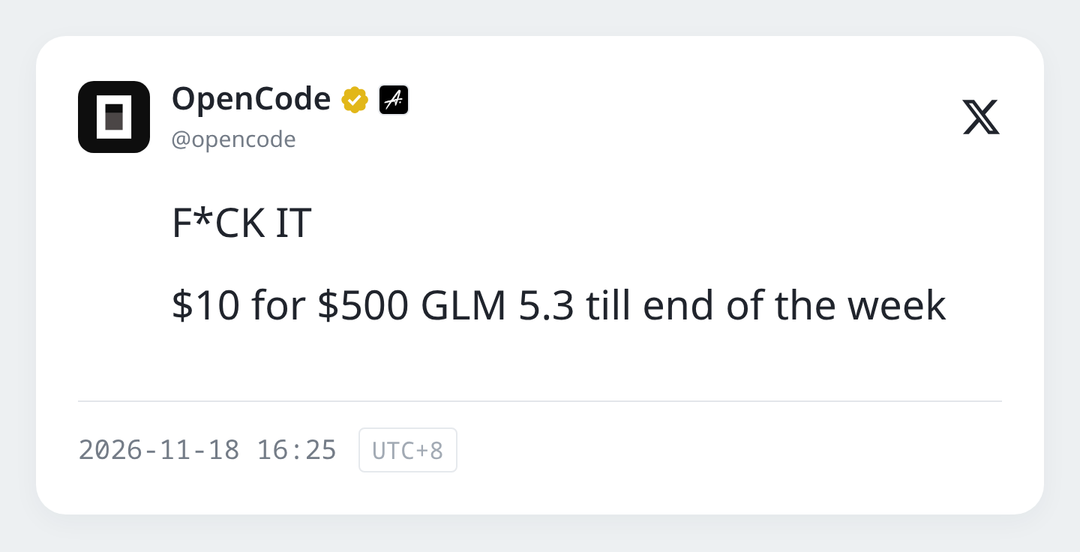 OpenCode
@opencode
F*CK IT
$10 for $500 GLM 5.3 till end of the week
2026-11-18 16:25 UTC+8